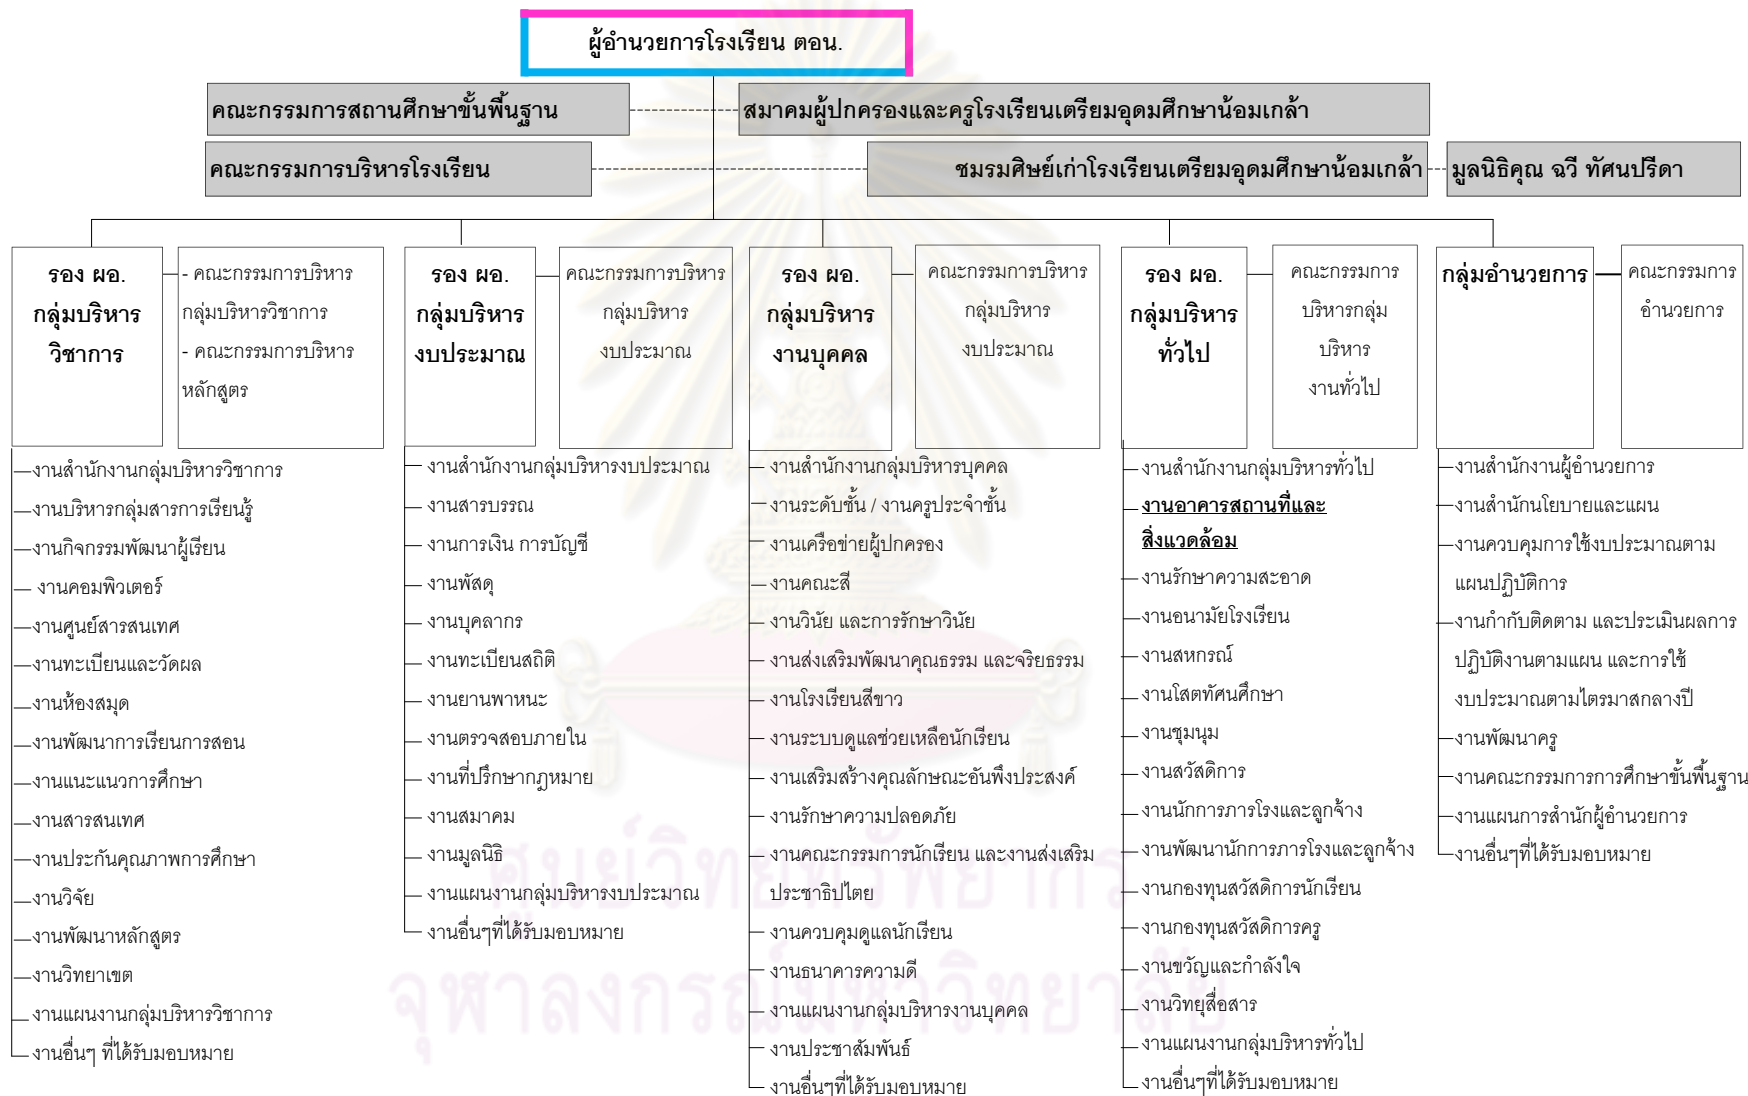 ผู้อำนวยการโรงเรียน ตอน.
คณะกรรมการสถานศึกษาขั้นพื้นฐาน
สมาคมผู้ปกครองและครูโรงเรียนเตรียมอุดมศึกษาน้อมเกล้า
คณะกรรมการบริหารโรงเรียน
ชมรมศิษย์เก่าโรงเรียนเตรียมอุดมศึกษาน้อมเกล้า
มูลนิธิคุณ ฉวี ทัศนปรีดา
รอง ผอ.
กลุ่มบริหาร
วิชาการ
- คณะกรรมการบริหาร
กลุ่มบริหารวิชาการ
- คณะกรรมการบริหาร
หลักสูตร
งานสำนักงานกลุ่มบริหารวิชาการ
งานบริหารกลุ่มสารการเรียนรู้
งานกิจกรรมพัฒนาผู้เรียน
งานคอมพิวเตอร์
งานศูนย์สารสนเทศ
งานทะเบียนและวัดผล
งานห้องสมุด
งานพัฒนาการเรียนการสอน
งานแนะแนวการศึกษา
งานสารสนเทศ
งานประกันคุณภาพการศึกษา
งานวิจัย
งานพัฒนาหลักสูตร
งานวิทยาเขต
งานแผนงานกลุ่มบริหารวิชาการ
งานอื่นๆ ที่ได้รับมอบหมาย
รอง ผอ.
กลุ่มบริหาร
งบประมาณ
คณะกรรมการบริหาร
กลุ่มบริหาร
งบประมาณ
งานสำนักงานกลุ่มบริหารงบประมาณ
งานสารบรรณ
งานการเงิน การบัญชี
งานพัสดุ
งานบุคลากร
งานทะเบียนสถิติ
งานยานพาหนะ
งานตรวจสอบภายใน
งานที่ปรึกษากฎหมาย
งานสมาคม
งานมูลนิธิ
งานแผนงานกลุ่มบริหารงบประมาณ
งานอื่นๆที่ได้รับมอบหมาย
รอง ผอ.
กลุ่มบริหาร
งานบุคคล
คณะกรรมการบริหาร
กลุ่มบริหาร
งบประมาณ
งานสำนักงานกลุ่มบริหารบุคคล
งานระดับชั้น / งานครูประจำชั้น
งานเครือข่ายผู้ปกครอง
งานคณะสี
งานวินัย และการรักษาวินัย
งานส่งเสริมพัฒนาคุณธรรม และจริยธรรม
งานโรงเรียนสีขาว
งานระบบดูแลช่วยเหลือนักเรียน
งานเสริมสร้างคุณลักษณะอันพึงประสงค์
งานรักษาความปลอดภัย
งานคณะกรรมการนักเรียน และงานส่งเสริม
ประชาธิปไตย
งานควบคุมดูแลนักเรียน
งานธนาคารความดี
งานแผนงานกลุ่มบริหารงานบุคคล
งานประชาสัมพันธ์
งานอื่นๆที่ได้รับมอบหมาย
รอง ผอ.
กลุ่มบริหาร
ทั่วไป
คณะกรรมการ
บริหารกลุ่ม
บริหาร
งานทั่วไป
งานสำนักงานกลุ่มบริหารทั่วไป
งานอาคารสถานที่และ
สิ่งแวดล้อม
งานรักษาความสะอาด
งานอนามัยโรงเรียน
งานสหกรณ์
งานโสตทัศนศึกษา
งานชุมนุม
งานสวัสดิการ
งานนักการภารโรงและลูกจ้าง
งานพัฒนานักการภารโรงและลูกจ้าง
งานกองทุนสวัสดิการนักเรียน
งานกองทุนสวัสดิการครู
งานขวัญและกำลังใจ
งานวิทยุสื่อสาร
งานแผนงานกลุ่มบริหารทั่วไป
งานอื่นๆที่ได้รับมอบหมาย
กลุ่มอำนวยการ
คณะกรรมการ
อำนวยการ
งานสำนักงานผู้อำนวยการ
งานสำนักนโยบายและแผน
งานควบคุมการใช้งบประมาณตาม
แผนปฏิบัติการ
งานกำกับติดตาม และประเมินผลการ
ปฏิบัติงานตามแผน และการใช้
งบประมาณตามไตรมาสกลางปี
งานพัฒนาครู
งานคณะกรรมการการศึกษาขั้นพื้นฐาน
งานแผนการสำนักผู้อำนวยการ
งานอื่นๆที่ได้รับมอบหมาย
ศูนย์วิทยทรัพยากร
จุฬาลงกรณ์มหาวิทยาลัย